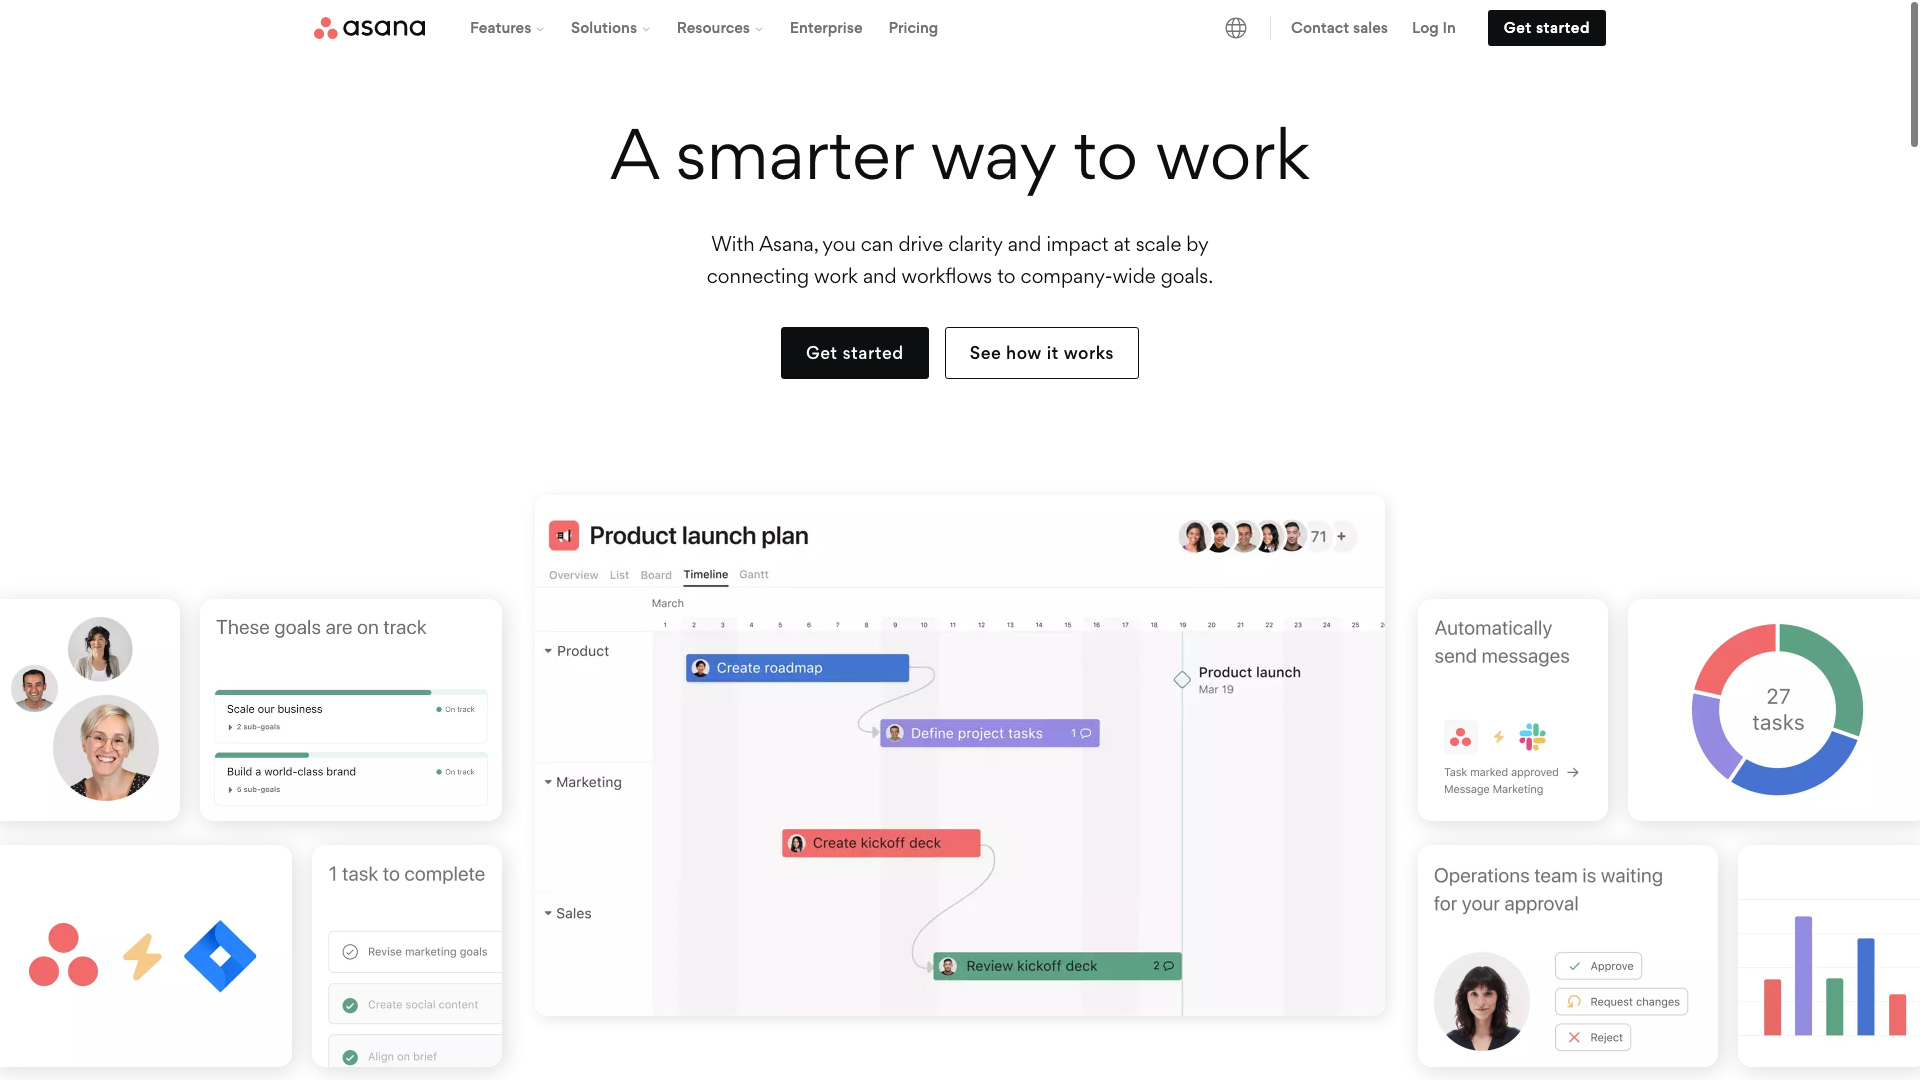 asana
Features
Solutions
Resources
Enterprise
Pricing
Contact sales
Log In
Get started
A smarter way to work
With Asana, you can drive clarity and impact at scale by
connecting work and workflows to company-wide goals.
Get started
See how it works
Product launch plan
71 +
Overview List Board Timeline Gantt
March
1 2 3 4 5 6 7 8 9 10 11 12 13 14 15 16 17 18 19 20 21 22 23 24 25
Product
Create roadmap
Product launch
Mar 19
Define project tasks 1
Marketing
Create kickoff deck
Sales
Review kickoff deck 2
These goals are on track
Scale our business
On track
2 sub-goals
Build a world-class brand
On track
6 sub-goals
1 task to complete
Revise marketing goals
Create social content
Align on brief
Automatically
send messages
Task marked approved
Message Marketing
27
tasks
Operations team is waiting
for your approval
Approve
Request changes
Reject